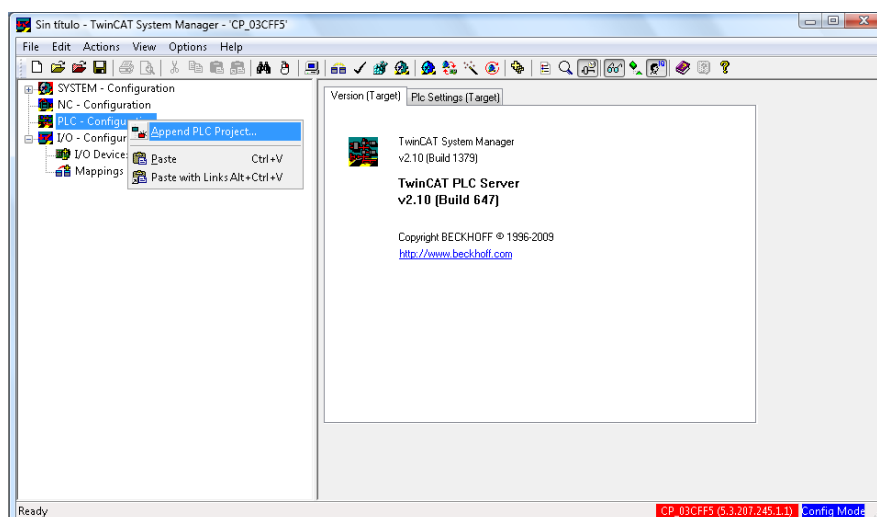 Sin título - TwinCAT System Manager - 'CP_03CFF5'
File Edit Actions View Options Help
SYSTEM - Configuration
NC - Configuration
PLC - Configu
I/O - Configur
I/O Device
Mappings
Append PLC Project...
Paste Ctrl+V
Paste with Links Alt+Ctrl+V
Version (Target) Plc Settings (Target)
TwinCAT System Manager
v2.10 (Build 1379)
TwinCAT PLC Server
v2.10 (Build 647)
Copyright BECKHOFF © 1996-2009
http://www.beckhoff.com
Ready
CP_03CFF5 (5.3.207.245.1.1) Config Mode